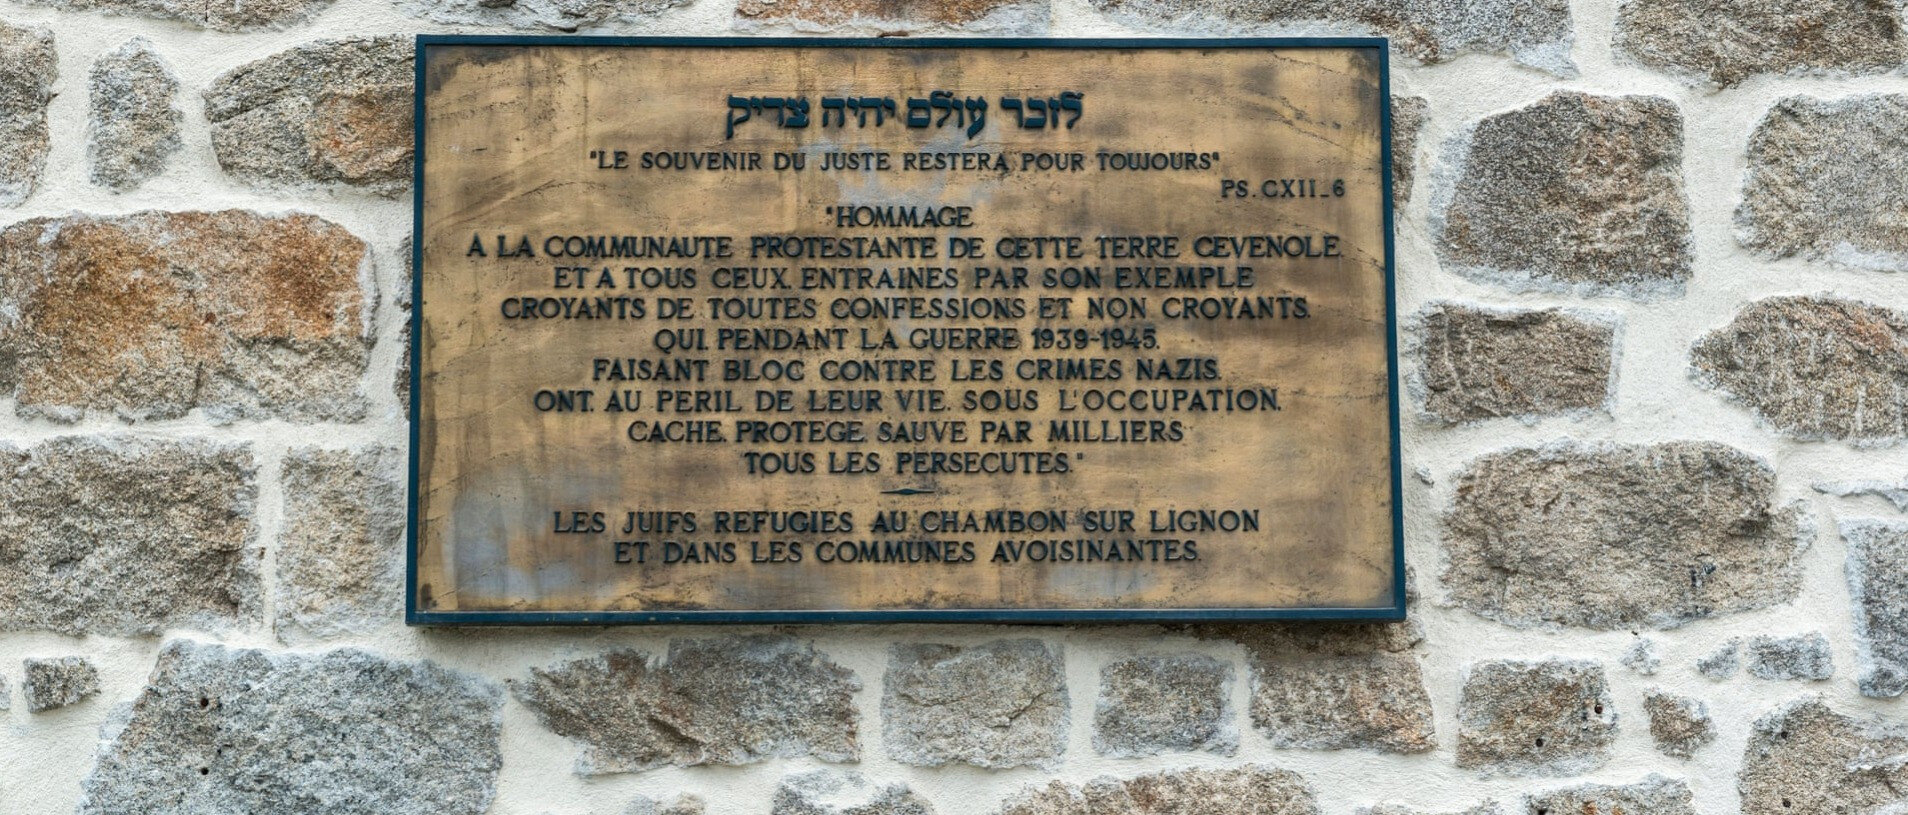 לזכר עולם יהיה צדיק
"LE SOUVENIR DU JUSTE RESTERA POUR TOUJOURS"
PS. CXII_6
"HOMMAGE
A LA COMMUNAUTE PROTESTANTE DE CETTE TERRE CEVENOLE
ET A TOUS CEUX. ENTRAINES PAR SON EXEMPLE
CROYANTS DE TOUTES CONFESSIONS ET NON CROYANTS.
QUI. PENDANT LA GUERRE 1939-1945.
FAISANT BLOC CONTRE LES CRIMES NAZIS.
ONT. AU PERIL DE LEUR VIE. SOUS L'OCCUPATION.
CACHE. PROTEGE. SAUVE PAR MILLIERS
TOUS LES PERSECUTES."
LES JUIFS REFUGIES AU CHAMBON SUR LIGNON
ET DANS LES COMMUNES AVOISINANTES.